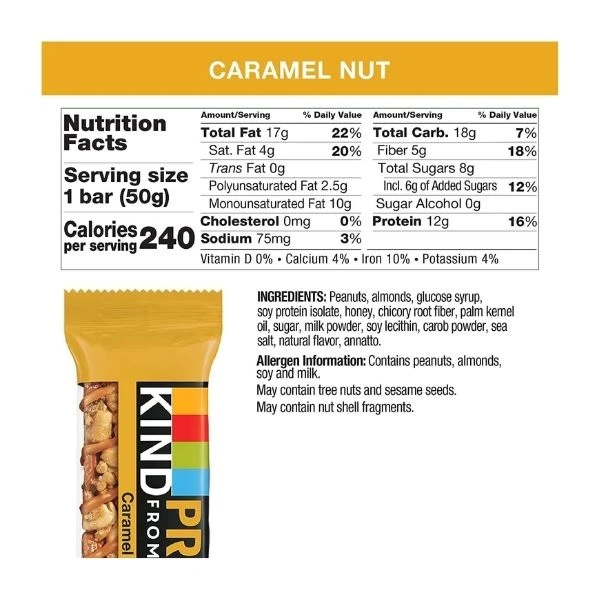 CARAMEL NUT
Nutrition
Facts
Serving size
1 bar (50g)
Calories
per serving 240
Amount/Serving % Daily Value
Total Fat 17g 22%
Sat. Fat 4g 20%
Trans Fat 0g
Polyunsaturated Fat 2.5g
Monounsaturated Fat 10g
Cholesterol 0mg 0%
Sodium 75mg 3%
Amount/Serving % Daily Value
Total Carb. 18g 7%
Fiber 5g 18%
Total Sugars 8g
Incl. 6g of Added Sugars 12%
Sugar Alcohol 0g
Protein 12g 16%
Vitamin D 0% • Calcium 4% • Iron 10% • Potassium 4%
INGREDIENTS: Peanuts, almonds, glucose syrup,
soy protein isolate, honey, chicory root fiber, palm kernel
oil, sugar, milk powder, soy lecithin, carob powder, sea
salt, natural flavor, annatto.
Allergen Information: Contains peanuts, almonds,
soy and milk.
May contain tree nuts and sesame seeds.
May contain nut shell fragments.
KIND
PR
FROM
Caramel